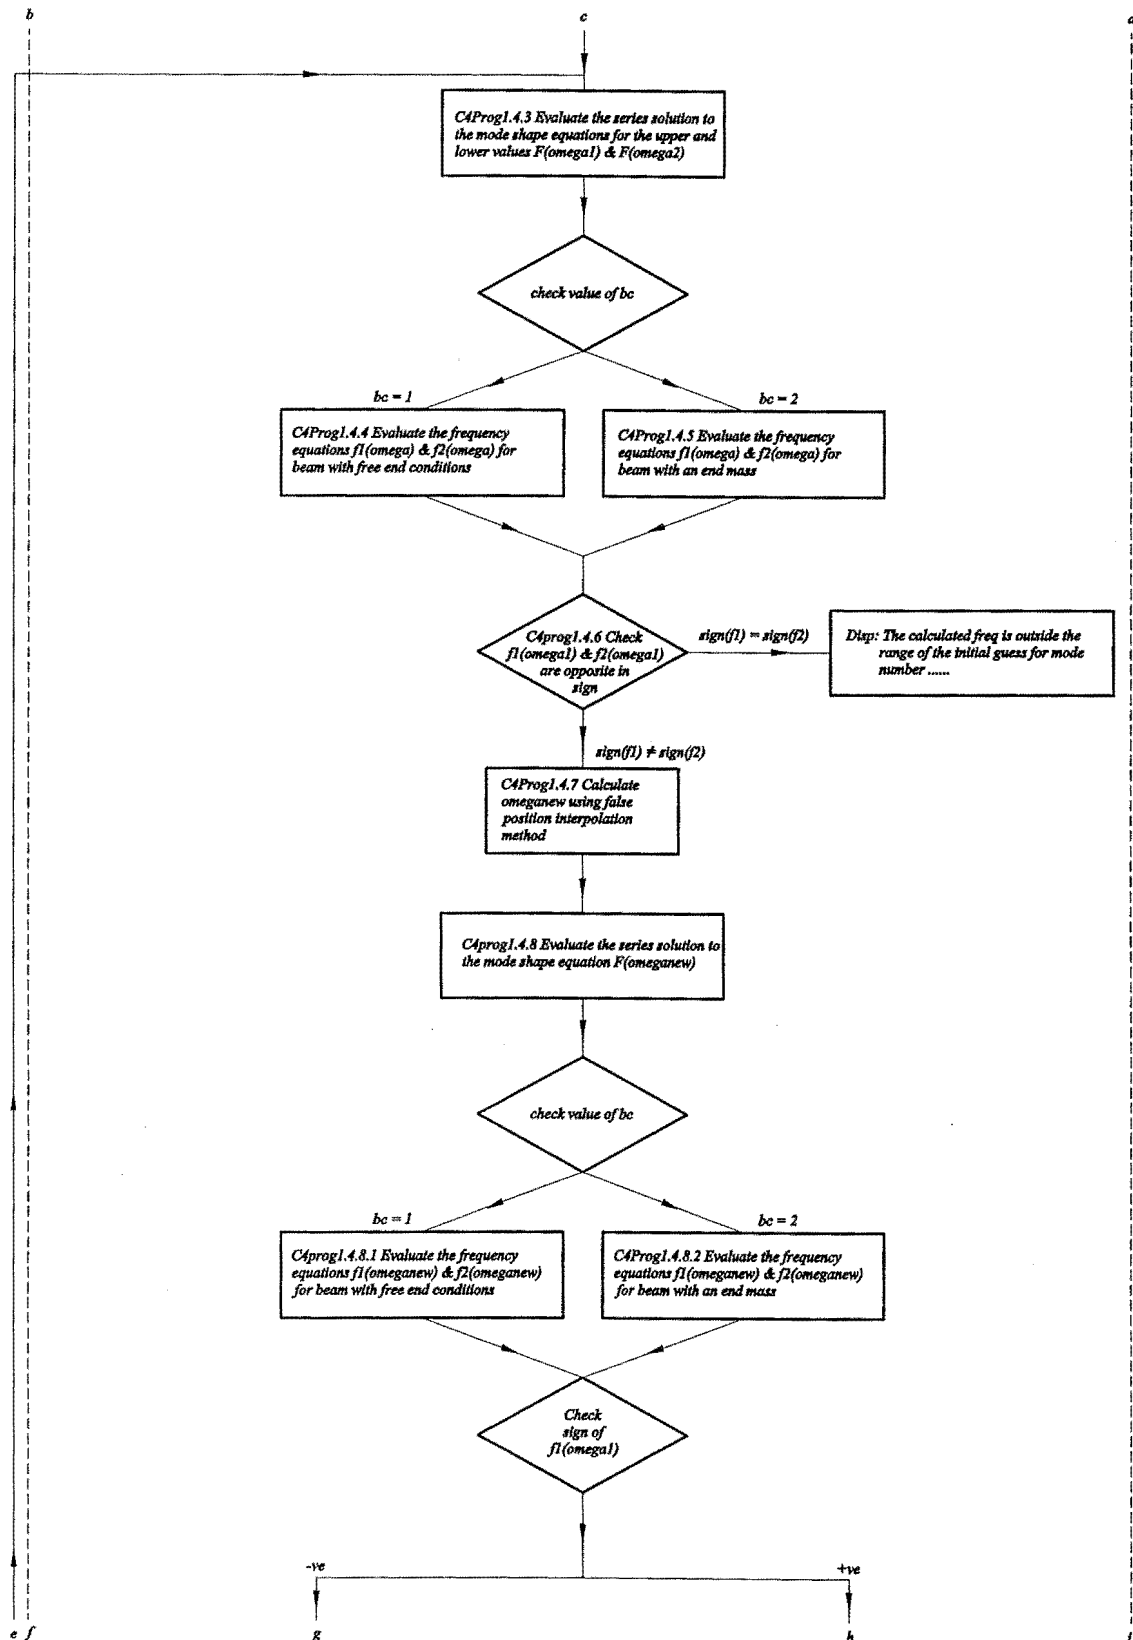 b
c
C4Prog1.4.3 Evaluate the series solution to
the mode shape equations for the upper and
lower values F(omega1) & F(omega2)
check value of bc
bc = 1
bc = 2
C4Prog1.4.4 Evaluate the frequency
equations f1(omega) & f2(omega) for
beam with free end conditions
C4Prog1.4.5 Evaluate the frequency
equations f1(omega) & f2(omega) for
beam with an end mass
C4prog1.4.6 Check
f1(omega1) & f2(omega1)
are opposite in
sign
sign(f1) = sign(f2)
Disp: The calculated freq is outside the
range of the initial guess for mode
number ......
sign(f1) ≠ sign(f2)
C4Prog1.4.7 Calculate
omeganew using false
position interpolation
method
C4prog1.4.8 Evaluate the series solution to
the mode shape equation F(omeganew)
check value of bc
bc = 1
bc = 2
C4prog1.4.8.1 Evaluate the frequency
equations f1(omeganew) & f2(omeganew)
for beam with free end conditions
C4Prog1.4.8.2 Evaluate the frequency
equations f1(omeganew) & f2(omeganew)
for beam with an end mass
Check
sign of
f1(omega1)
-ve
+ve
e f
g
h